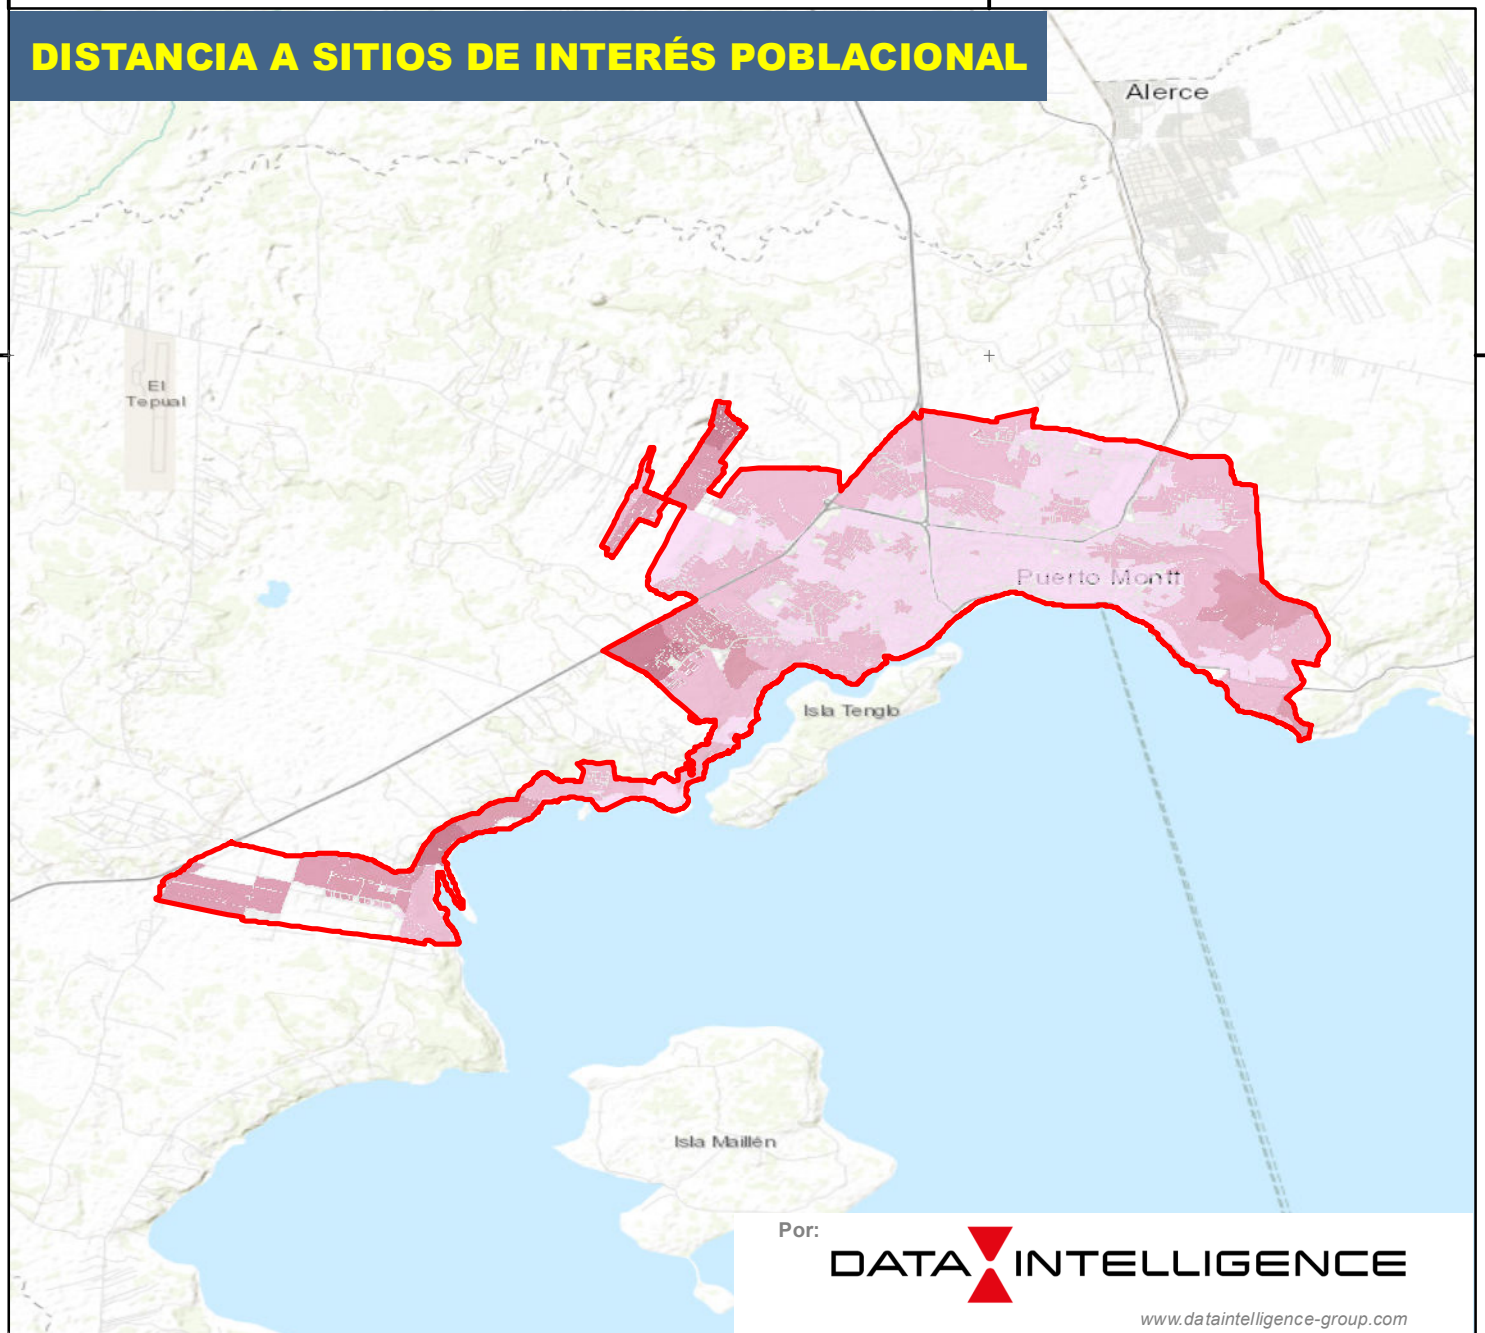 DISTANCIA A SITIOS DE INTERÉS POBLACIONAL
Alerce
El
Tepual
Puerto Montt
Isla Tenglo
Isla Maillén
Por:
DATA INTELLIGENCE
www.dataintelligence-group.com